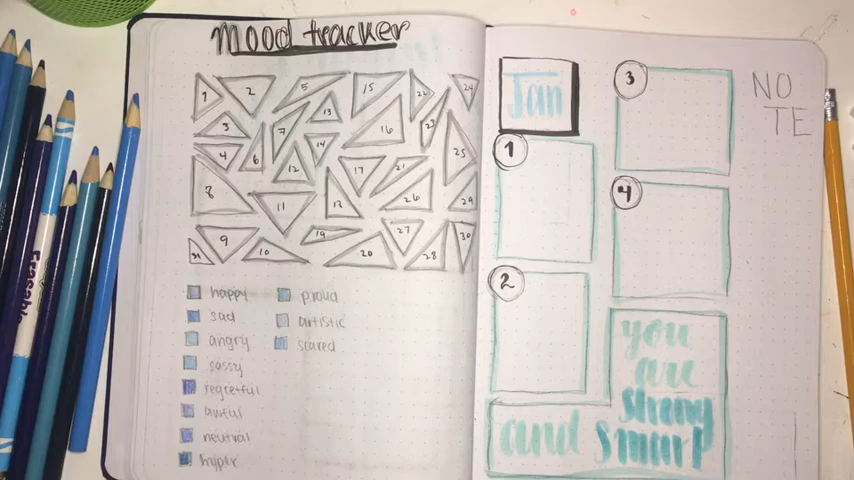 mood tracker
1 2 5 15 22 24
3 7 13 16 23
4 6 12 14 17 21 25
8 11 13 26 29
31 9 10 19 20 27 28 30
happy
sad
angry
sassy
regretful
awful
neutral
hyper
proud
artistic
scared
Jan
1
2
3
4
you
are
strong
and smart
NO
TE
Erasable